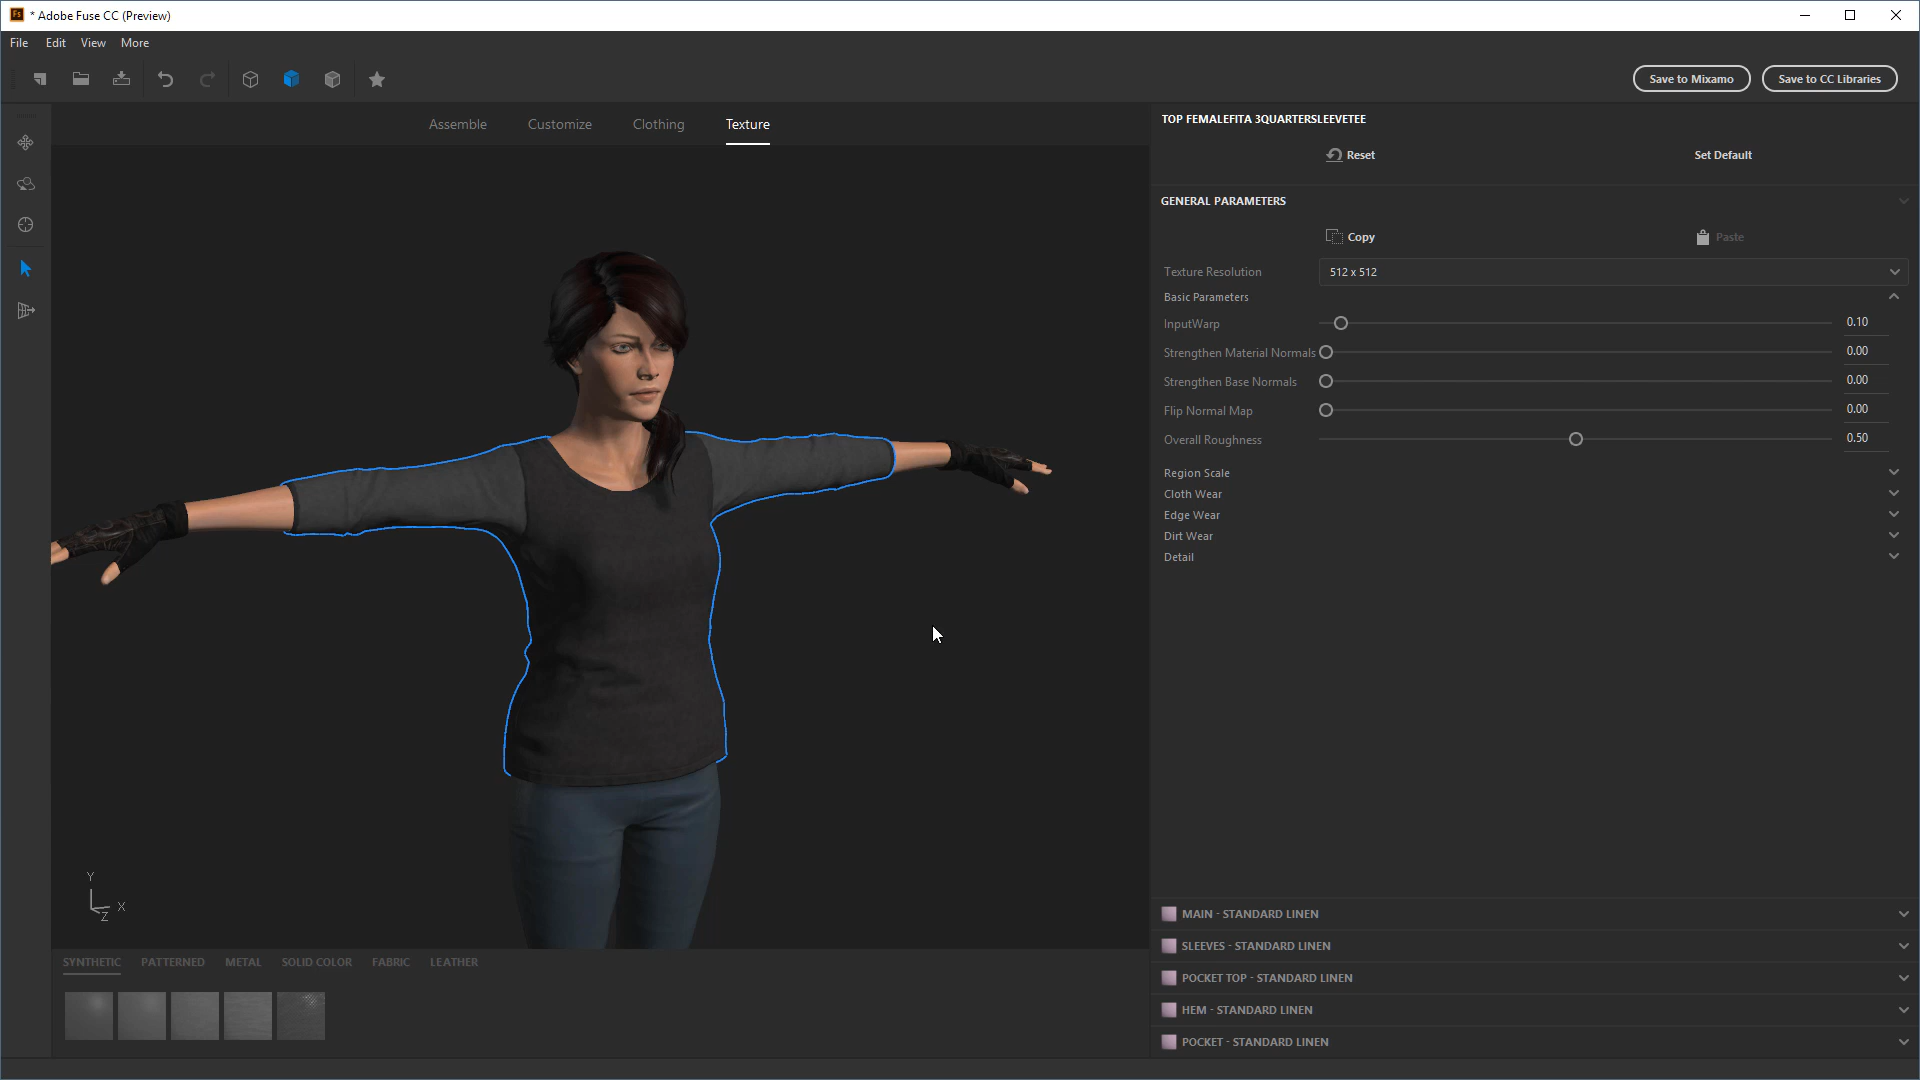 Fs * Adobe Fuse CC (Preview)
File Edit View More
Save to Mixamo Save to CC Libraries
Assemble Customize Clothing Texture
TOP FEMALEFITA 3QUARTERSLEEVETEE
Reset Set Default
GENERAL PARAMETERS
Copy Paste
Texture Resolution 512 x 512
Basic Parameters
InputWarp 0.10
Strengthen Material Normals 0.00
Strengthen Base Normals 0.00
Flip Normal Map 0.00
Overall Roughness 0.50
Region Scale
Cloth Wear
Edge Wear
Dirt Wear
Detail
Y
X
Z
SYNTHETIC PATTERNED METAL SOLID COLOR FABRIC LEATHER
MAIN - STANDARD LINEN
SLEEVES - STANDARD LINEN
POCKET TOP - STANDARD LINEN
HEM - STANDARD LINEN
POCKET - STANDARD LINEN